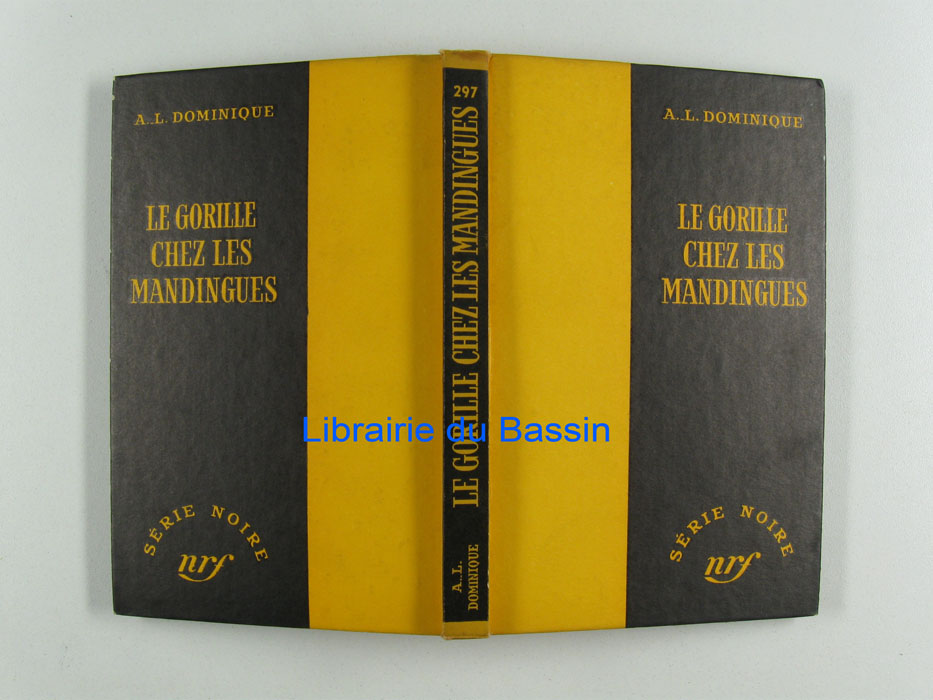 A.-L. DOMINIQUE
LE GORILLE
CHEZ LES
MANDINGUES
SÉRIE NOIRE
nrf
297
LE GORILLE CHEZ LES MANDINGUES
A.-L.
DOMINIQUE
A.-L. DOMINIQUE
LE GORILLE
CHEZ LES
MANDINGUES
SÉRIE NOIRE
nrf
Librairie du Bassin